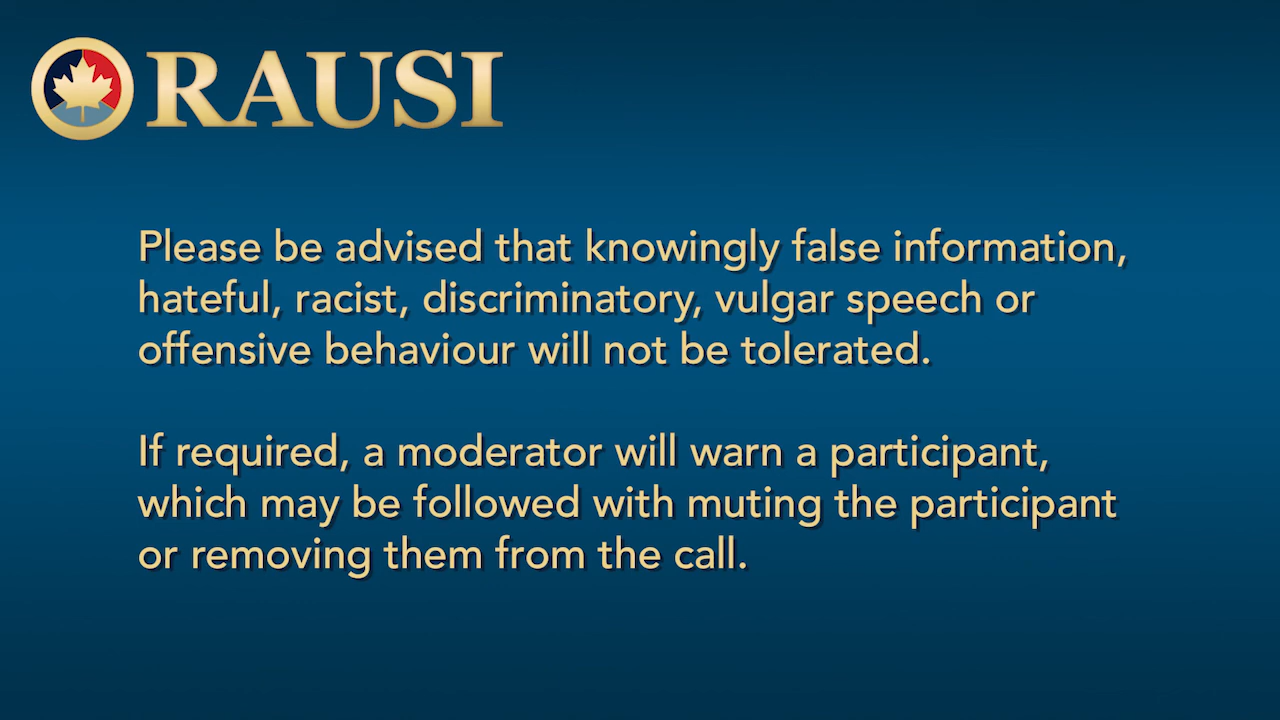 RAUSI
Please be advised that knowingly false information,
hateful, racist, discriminatory, vulgar speech or
offensive behaviour will not be tolerated.
If required, a moderator will warn a participant,
which may be followed with muting the participant
or removing them from the call.